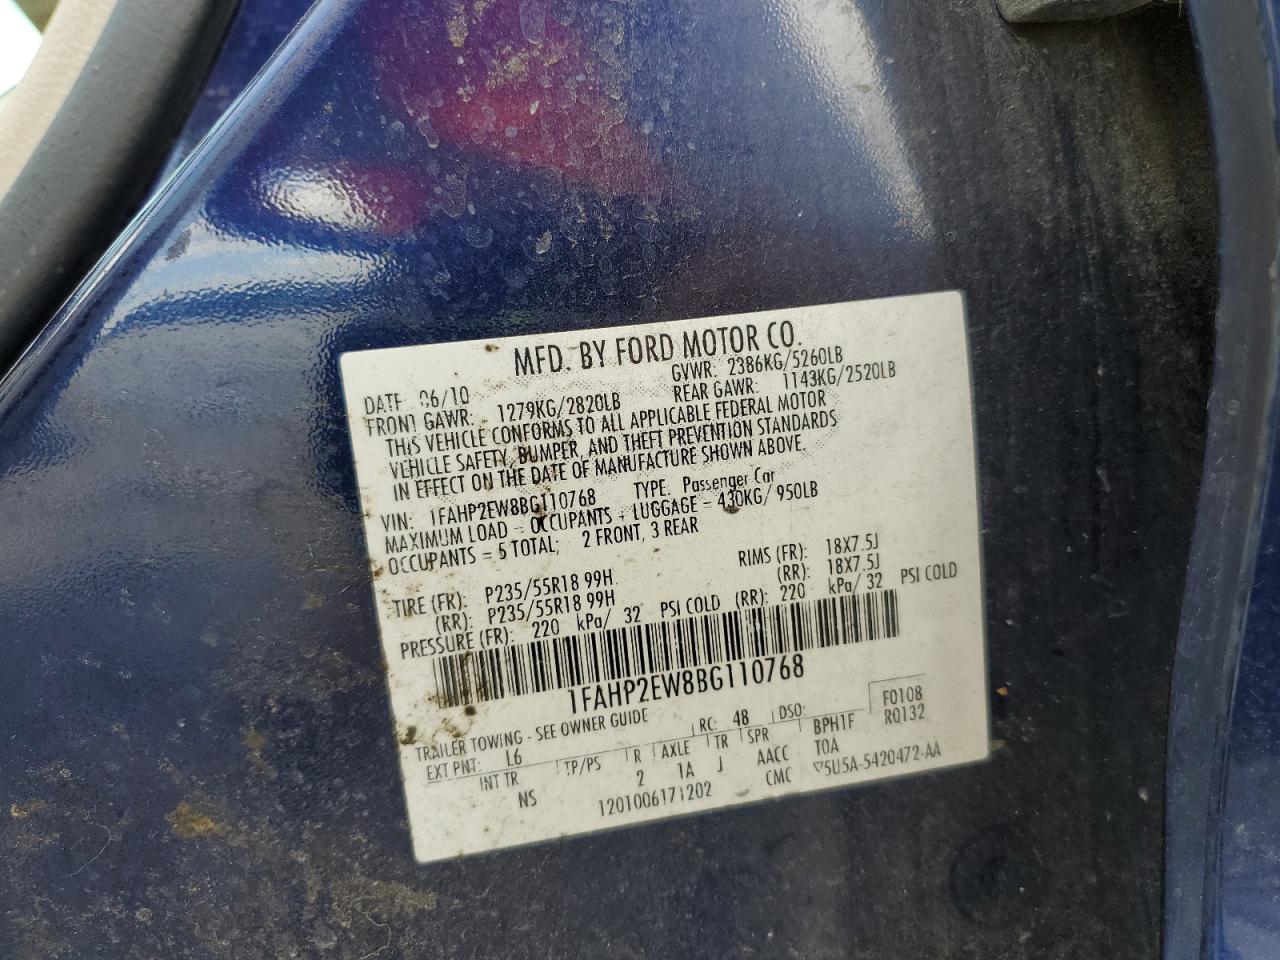 MFD. BY FORD MOTOR CO.
DATE: 06/10 GVWR: 2386KG/5260LB
FRONT GAWR: 1279KG/2820LB REAR GAWR: 1143KG/2520LB
THIS VEHICLE CONFORMS TO ALL APPLICABLE FEDERAL MOTOR
VEHICLE SAFETY, BUMPER, AND THEFT PREVENTION STANDARDS
IN EFFECT ON THE DATE OF MANUFACTURE SHOWN ABOVE.
VIN: 1FAHP2EW8BG110768 TYPE: Passenger Car
MAXIMUM LOAD = OCCUPANTS + LUGGAGE = 430KG/ 950LB
OCCUPANTS = 5 TOTAL; 2 FRONT, 3 REAR
TIRE (FR): P235/55R18 99H RIMS (FR): 18X7.5J
(RR): P235/55R18 99H (RR): 18X7.5J
PRESSURE (FR): 220 kPa/ 32 PSI COLD (RR): 220 kPa/ 32 PSI COLD
1FAHP2EW8BG110768
TRAILER TOWING - SEE OWNER GUIDE RC: 48 DSO: F0108
EXT PNT: L6 BPH1F R0132
INT TR TP/PS R AXLE TR SPR TOA
NS 2 1A J AACC ▽5U5A-5420472-AA
1201006171202 CMC